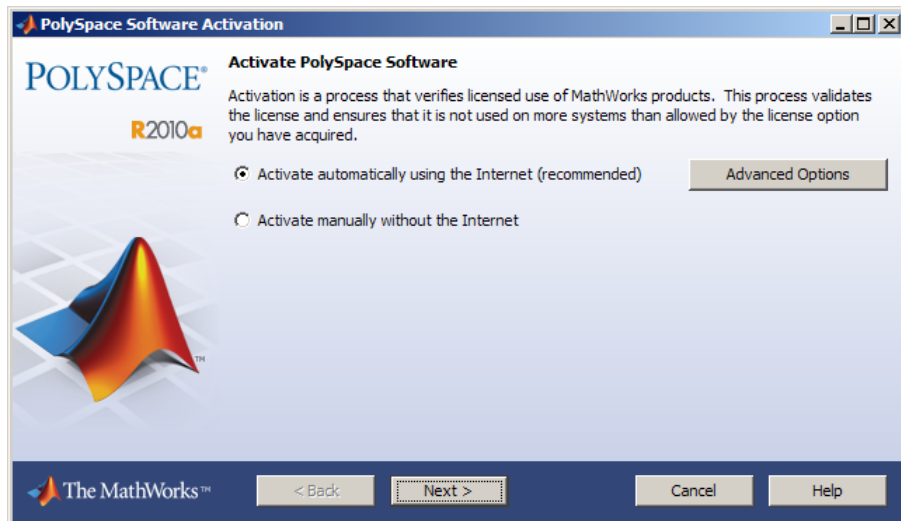 PolySpace Software Activation
POLYSPACE®
R2010a
Activate PolySpace Software
Activation is a process that verifies licensed use of MathWorks products. This process validates
the license and ensures that it is not used on more systems than allowed by the license option
you have acquired.
Activate automatically using the Internet (recommended)
Advanced Options
Activate manually without the Internet
TM
The MathWorks™
< Back
Next >
Cancel
Help